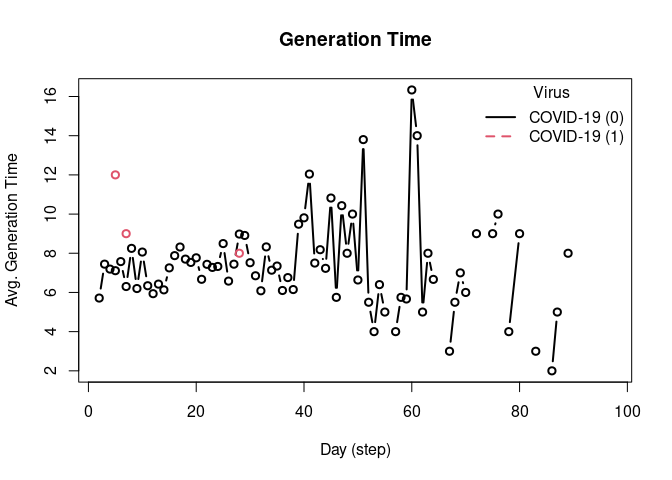 Generation Time
Virus
COVID-19 (0)
COVID-19 (1)
Avg. Generation Time
16
14
12
10
8
6
4
2
0 20 40 60 80 100
Day (step)